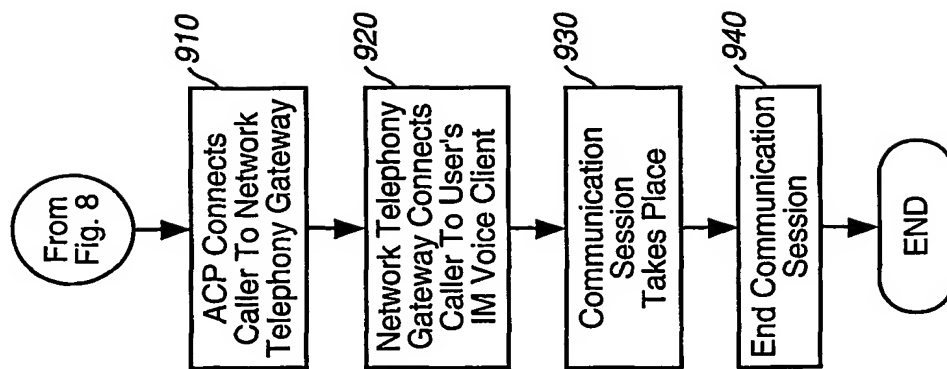 From
Fig. 8
910
ACP Connects
Caller To Network
Telephony Gateway
920
Network Telephony
Gateway Connects
Caller To User's
IM Voice Client
930
Communication
Session
Takes Place
940
End Communication
Session
END